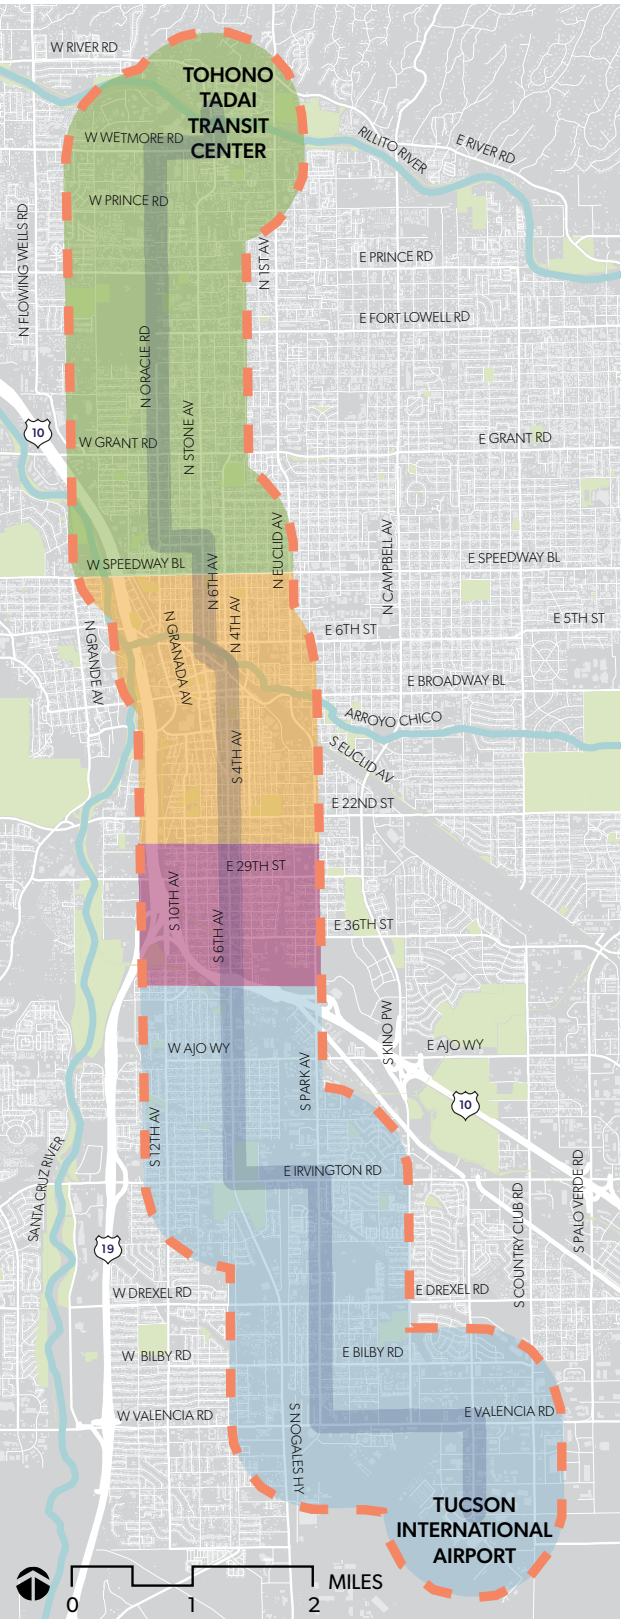 W RIVER RD
TOHONO
TADAI
TRANSIT
CENTER
W WETMORE RD
RILLITO RIVER
E RIVER RD
W PRINCE RD
N FLOWING WELLS RD
N 1ST AV
E PRINCE RD
E FORT LOWELL RD
N ORACLE RD
N STONE AV
10
W GRANT RD
E GRANT RD
N EUCLID AV
N CAMPBELL AV
W SPEEDWAY BL
E SPEEDWAY BL
N 6TH AV
N 4TH AV
N GRANADA AV
N GRANDE AV
E 6TH ST
E 5TH ST
E BROADWAY BL
ARROYO CHICO
S 4TH AV
S EUCLID AV
E 22ND ST
E 29TH ST
S 10TH AV
S 6TH AV
E 36TH ST
W AJO WY
S PARK AV
S KINO PW
E AJO WY
10
S 12TH AV
SANTA CRUZ RIVER
E IRVINGTON RD
S COUNTRY CLUB RD
S PALO VERDE RD
19
W DREXEL RD
E DREXEL RD
W BILBY RD
E BILBY RD
W VALENCIA RD
E VALENCIA RD
S NOGALES HY
TUCSON
INTERNATIONAL
AIRPORT
MILES
0 1 2